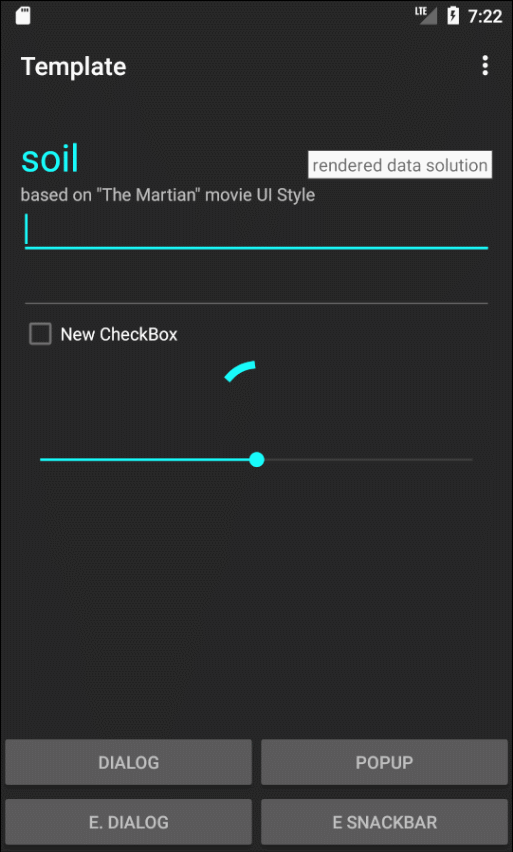 LTE 7:22
Template
soil
rendered data solution
based on "The Martian" movie UI Style
New CheckBox
DIALOG
POPUP
E. DIALOG
E SNACKBAR